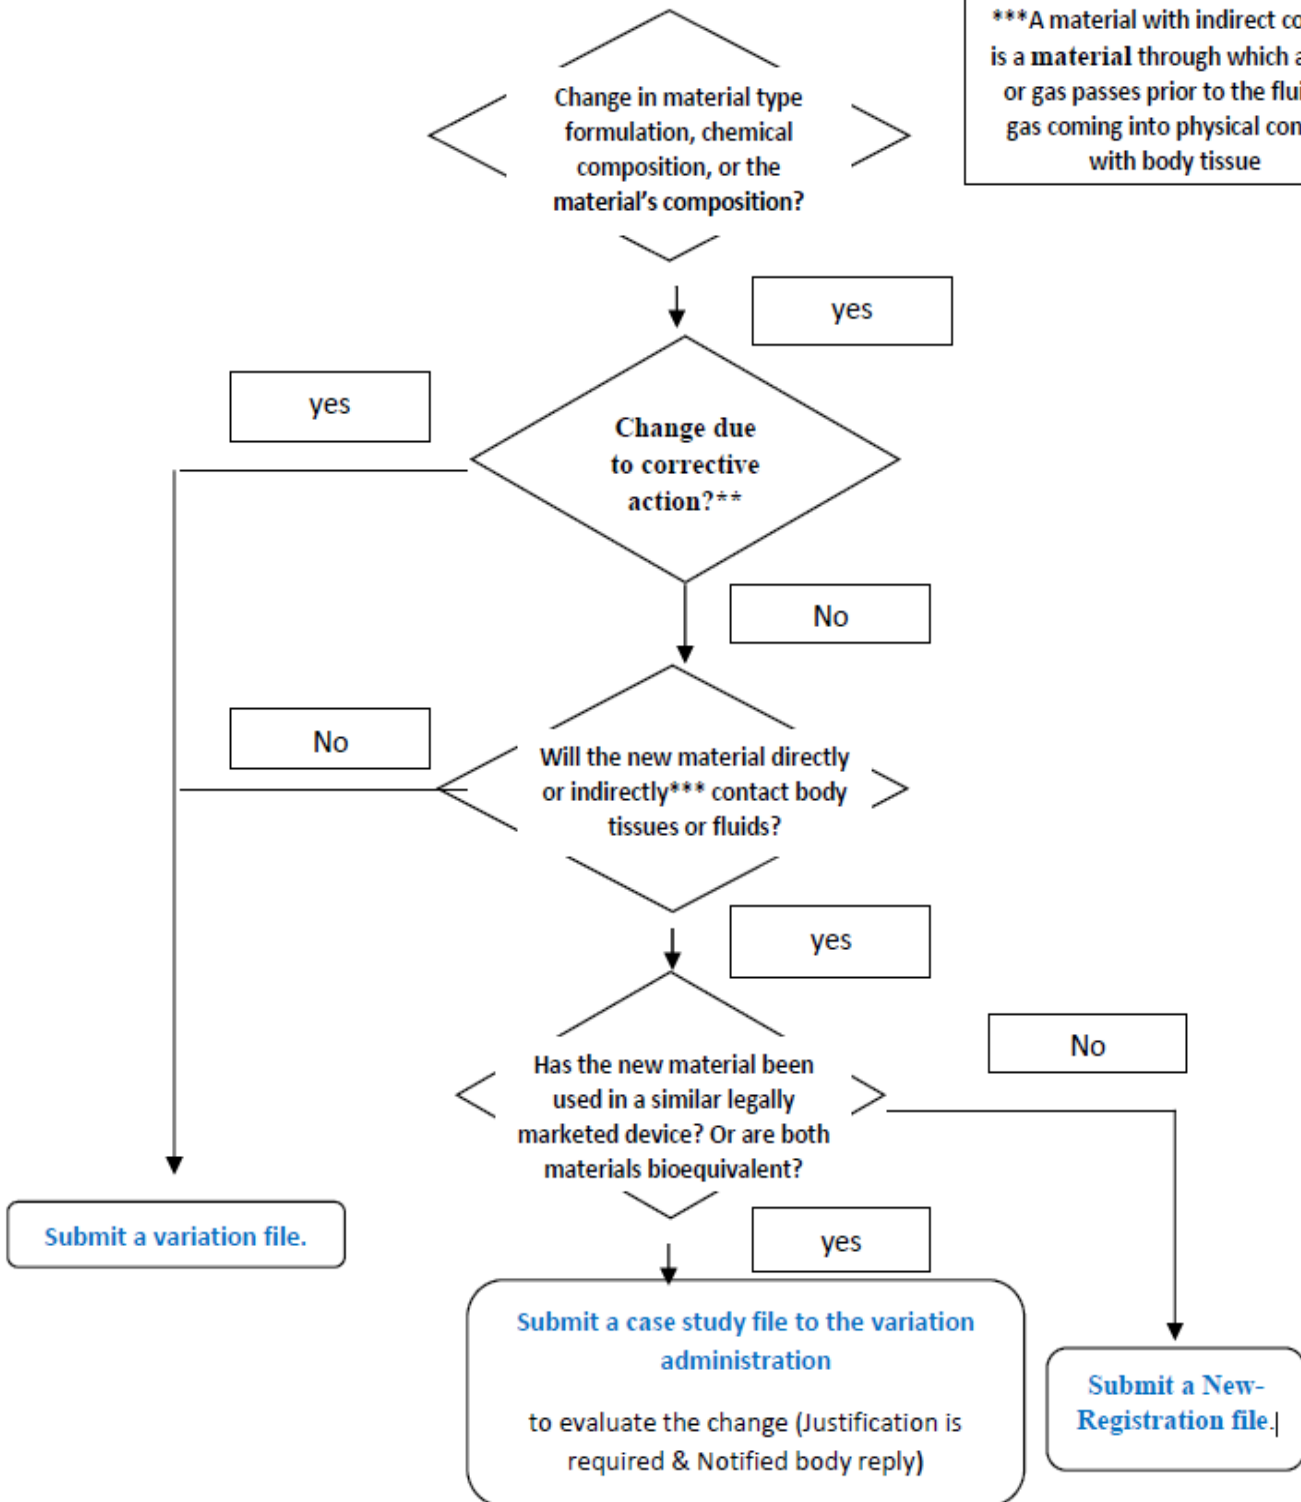 ***A material with indirect co
is a material through which a
or gas passes prior to the flui
gas coming into physical con
with body tissue
Change in material type
formulation, chemical
composition, or the
material's composition?
yes
yes
Change due
to corrective
action?**
No
No
Will the new material directly
or indirectly*** contact body
tissues or fluids?
yes
No
Has the new material been
used in a similar legally
marketed device? Or are both
materials bioequivalent?
yes
Submit a variation file.
Submit a case study file to the variation
administration
to evaluate the change (Justification is
required & Notified body reply)
Submit a New-
Registration file.